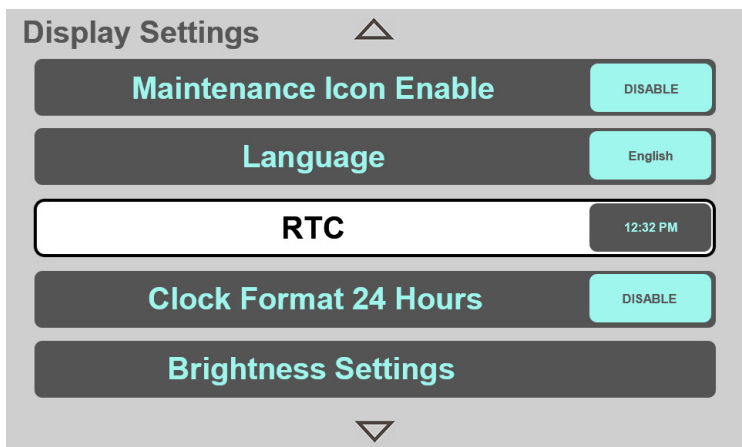 Display Settings
Maintenance Icon Enable DISABLE
Language English
RTC 12:32 PM
Clock Format 24 Hours DISABLE
Brightness Settings